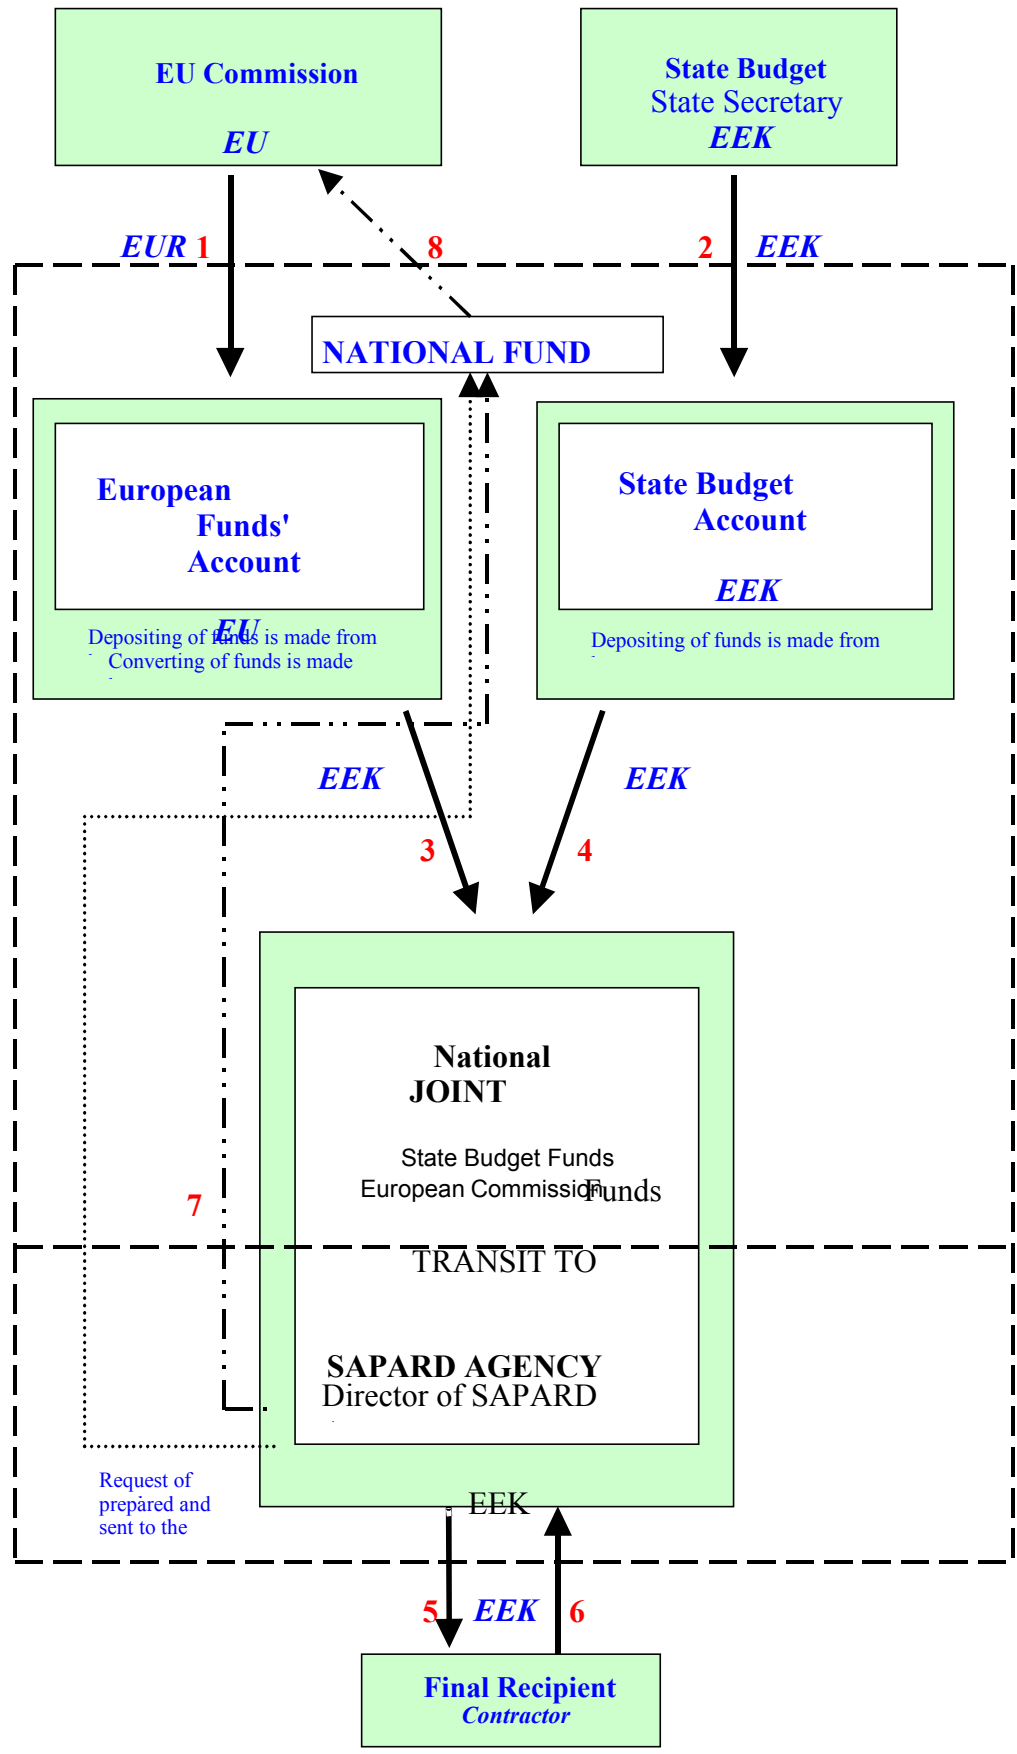 EU Commission
EU
State Budget
State Secretary
EEK
EUR 1
8
2 EEK
NATIONAL FUND
European
Funds'
Account
EU
Depositing of funds is made from
Converting of funds is made
State Budget
Account
EEK
Depositing of funds is made from
EEK
EEK
3
4
National
JOINT
State Budget Funds
European Commission Funds
7
TRANSIT TO
SAPARD AGENCY
Director of SAPARD
Request of
prepared and
sent to the
EEK
5 EEK 6
Final Recipient
Contractor